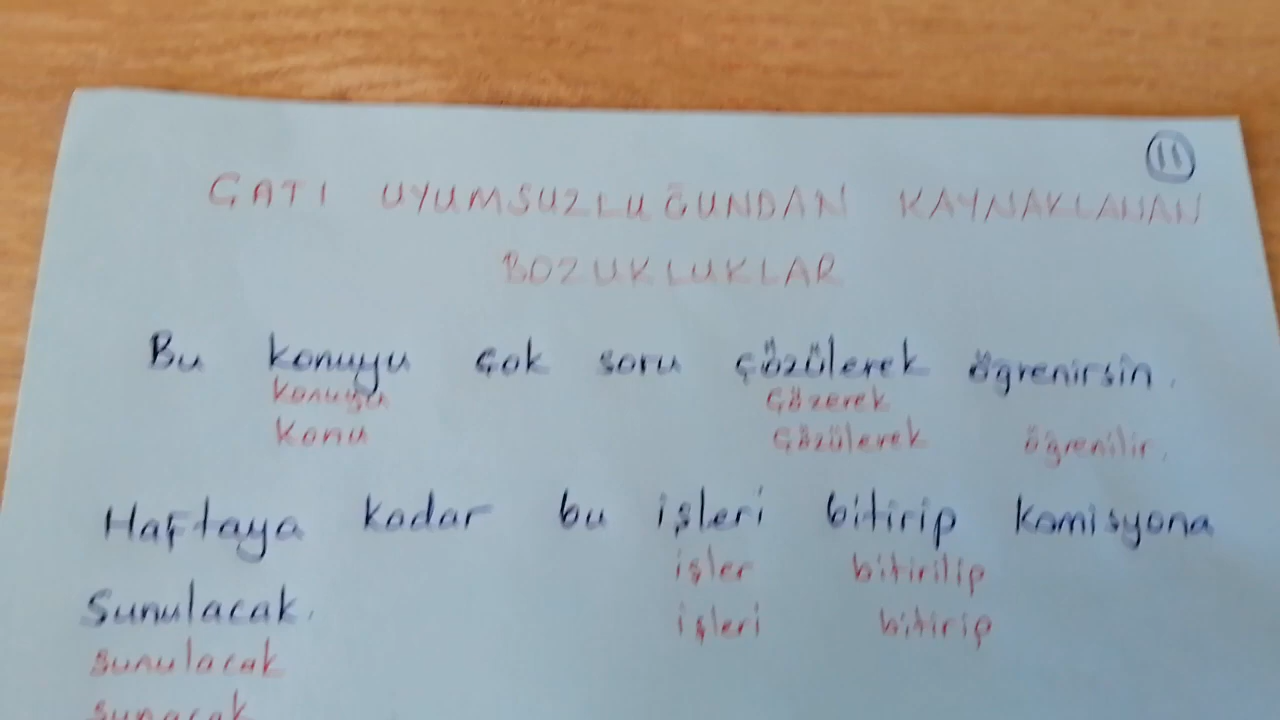 11
ÇATI UYUMSUZLUĞUNDAN KAYNAKLANAN
BOZUKLUKLAR
Bu konuyu çok soru çözülerek öğrenirsin.
konuyu çözerek
konu çözülerek öğrenilir.
Haftaya kadar bu işleri bitirip komisyona
işler bitirilip
sunulacak.
işleri bitirip
sunulacak
sunacak